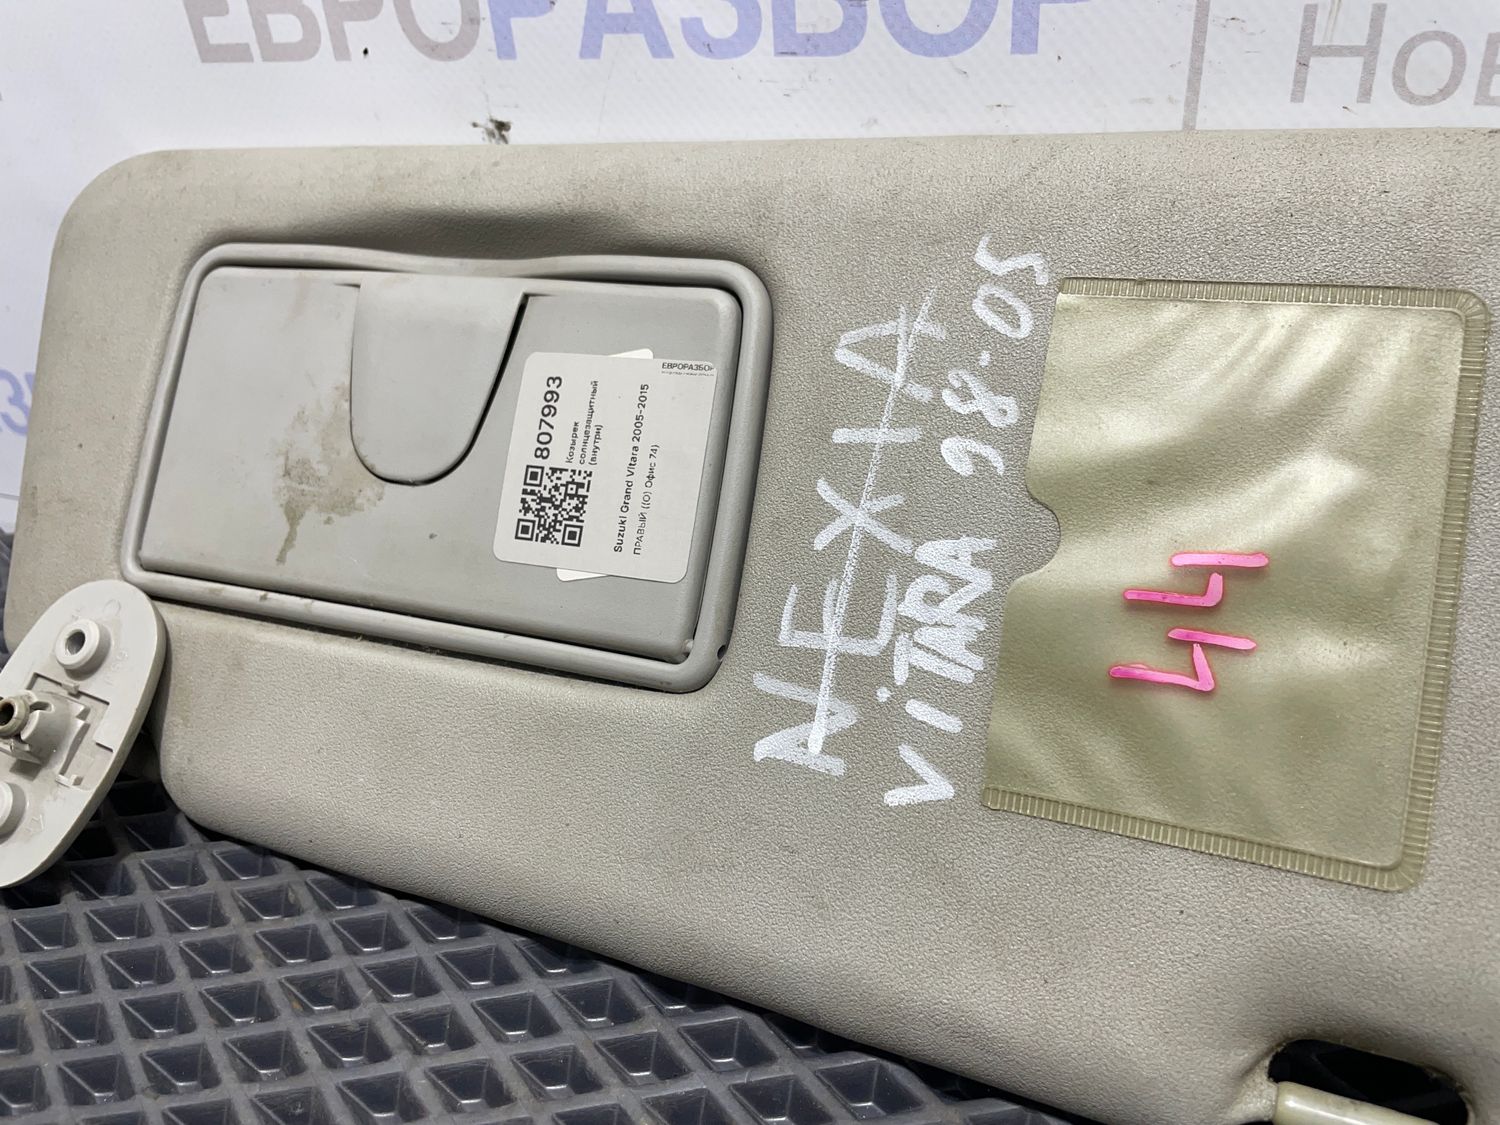 ЕВРОРАЗБОР
НОВ
ЕВРОРАЗБОР
807993
Козырек
солнцезащитный
(внутри)
Suzuki Grand Vitara 2005-2015
ПРАВЫЙ ((О) Офис 74)
NEXIA
ViTARA 98-05
44